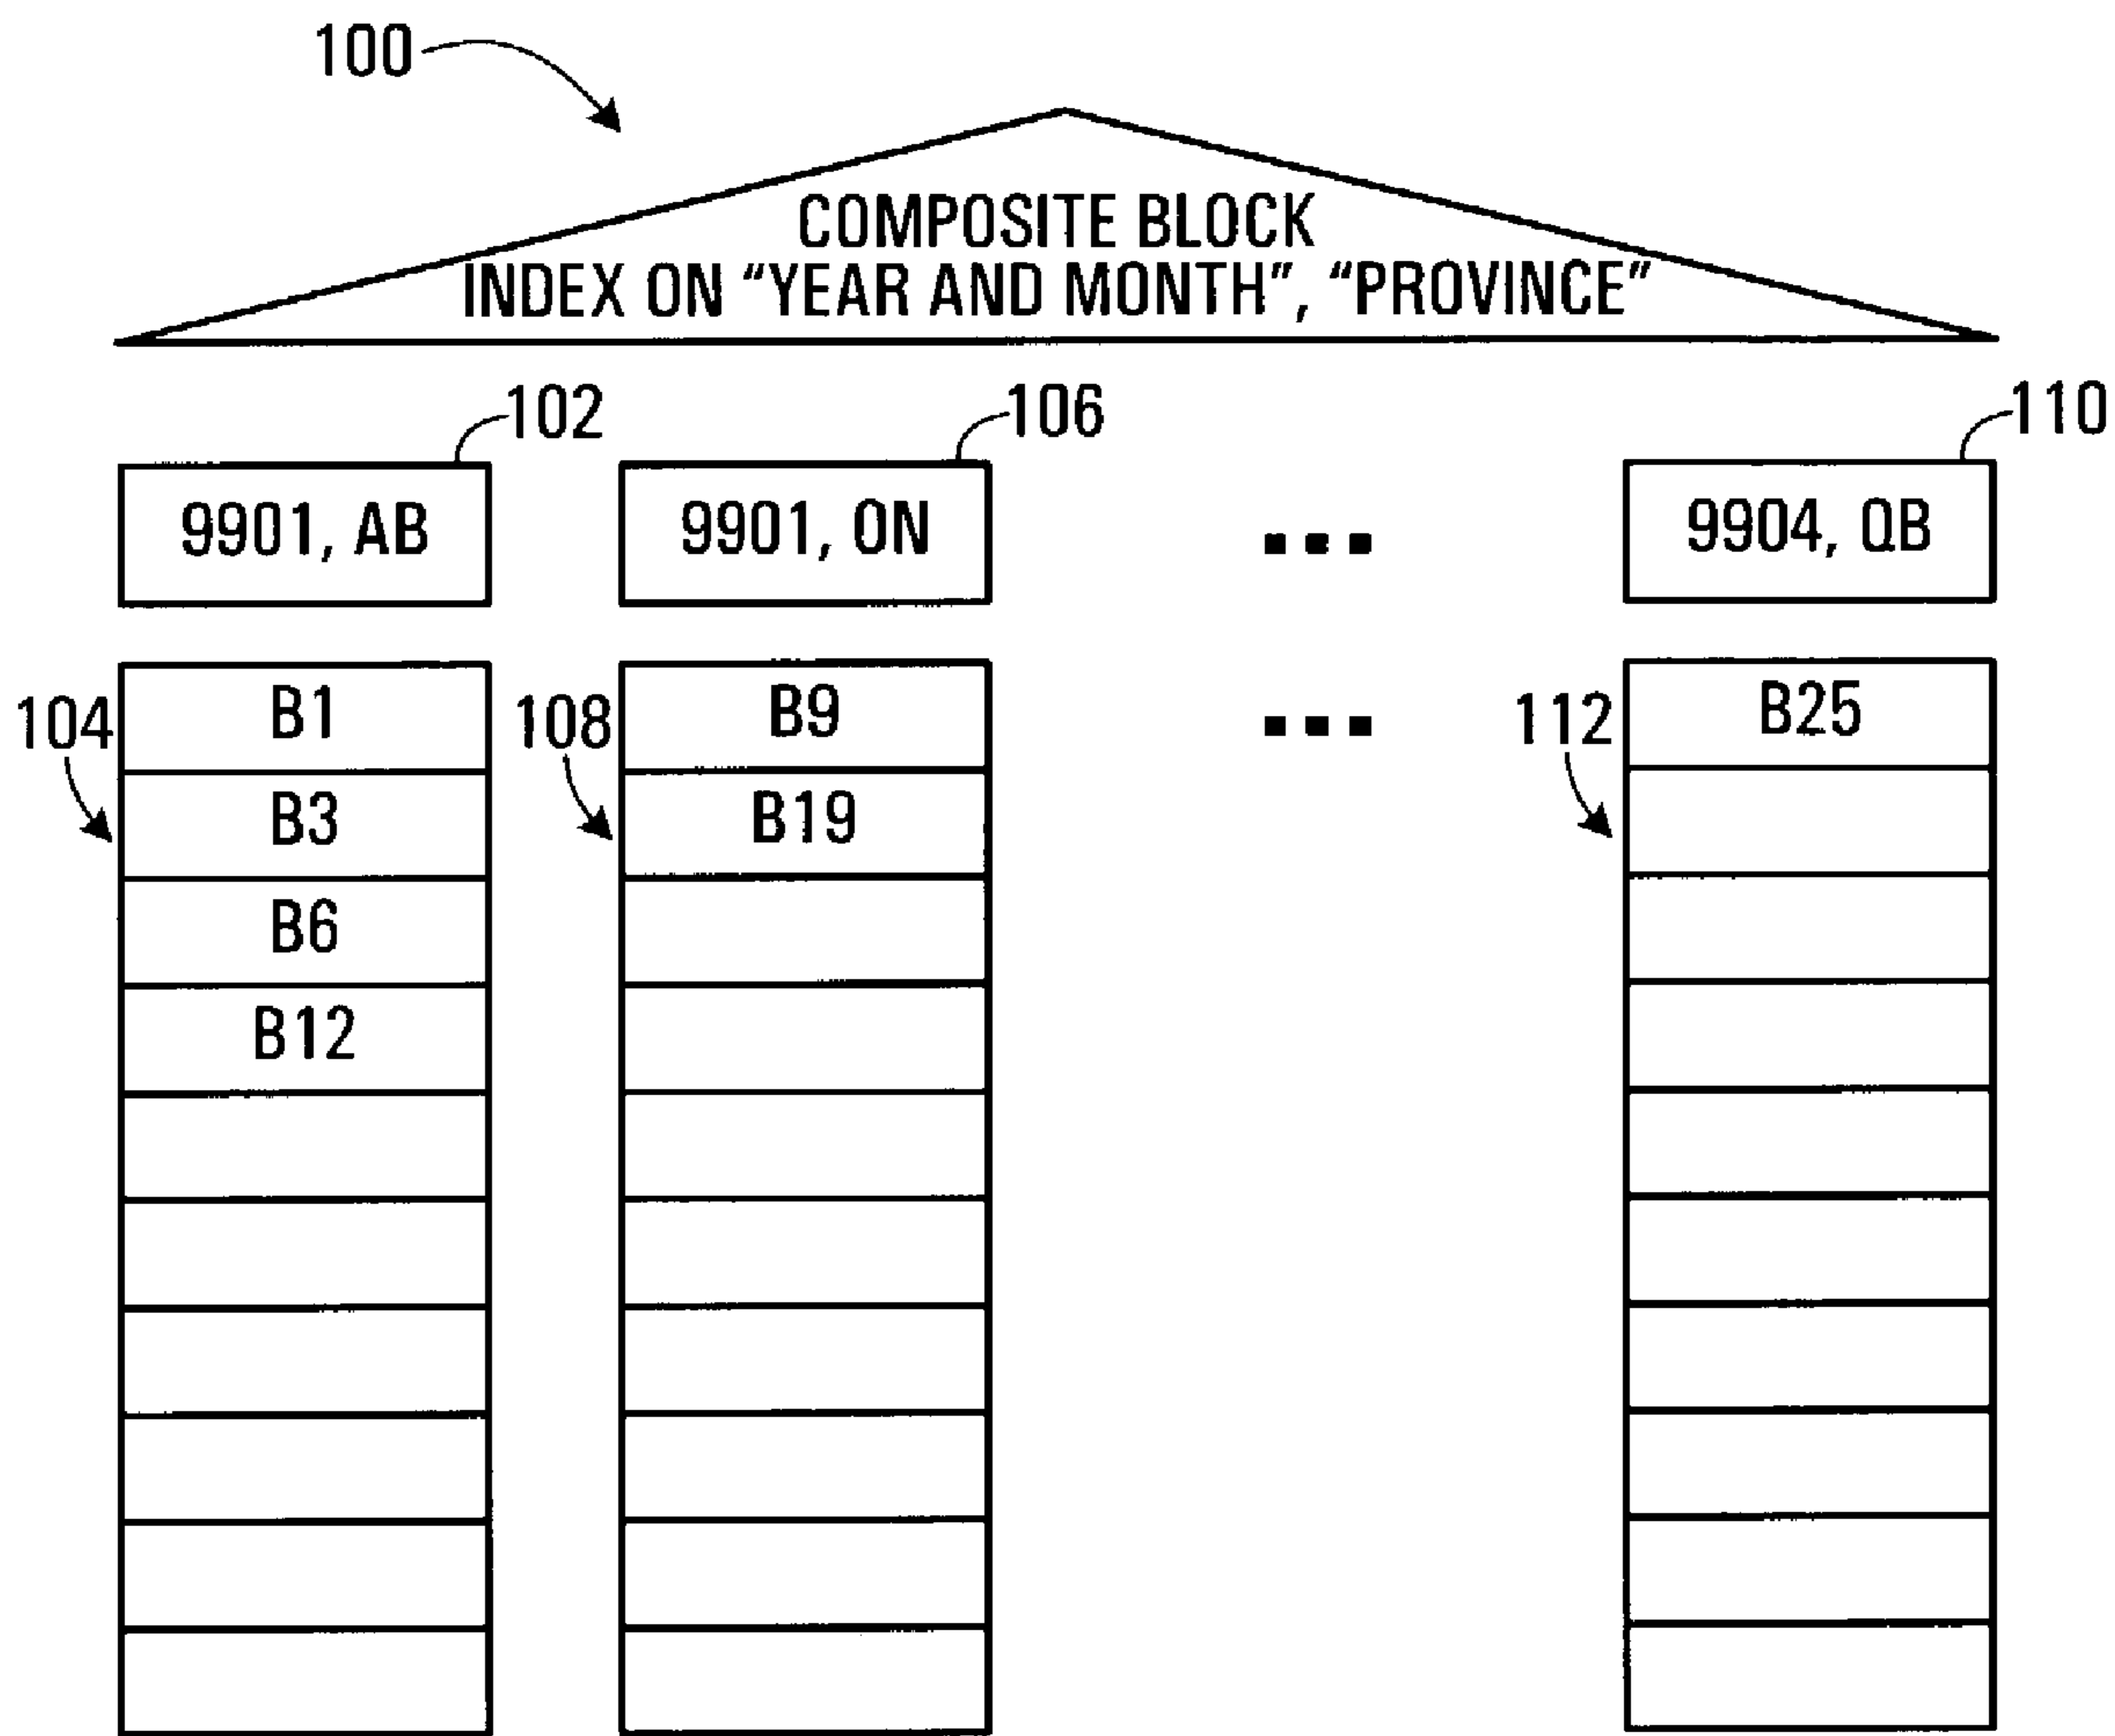 100
COMPOSITE BLOCK
INDEX ON "YEAR AND MONTH", "PROVINCE"
102
106
110
9901, AB
9901, ON
...
9904, QB
104
B1
108
B9
...
112
B25
B3
B19
B6
B12